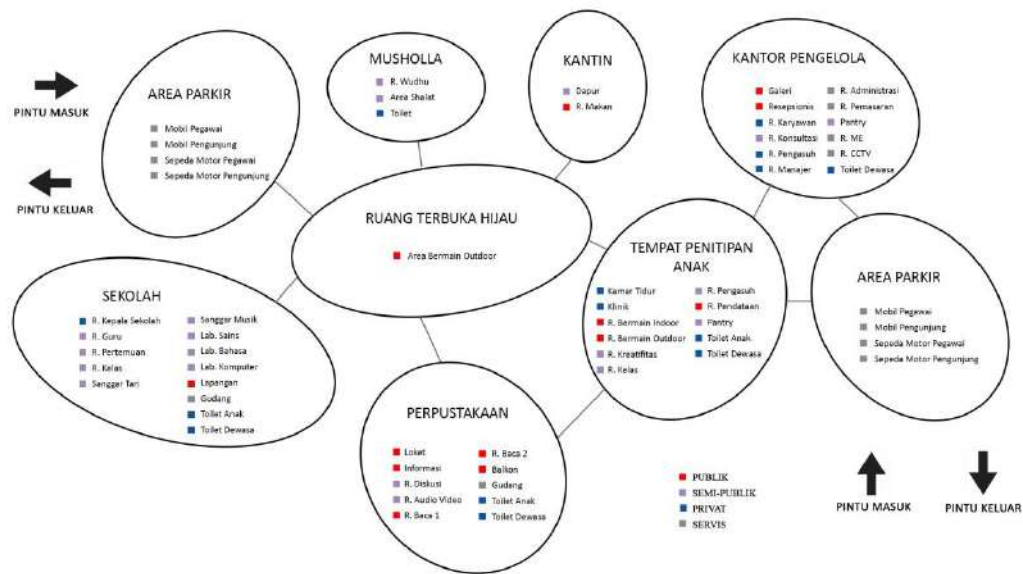 PINTU MASUK
PINTU KELUAR
AREA PARKIR
Mobil Pegawai
Mobil Pengunjung
Sepeda Motor Pegawai
Sepeda Motor Pengunjung
MUSHOLLA
R. Wudhu
Area Shalat
Toilet
KANTIN
Dapur
R. Makan
KANTOR PENGELOLA
Galeri
Resepsionis
R. Karyawan
R. Konsultasi
R. Pengasuh
R. Manajer
R. Administrasi
R. Pemasaran
Pantry
R. ME
R. CCTV
Toilet Dewasa
RUANG TERBUKA HIJAU
Area Bermain Outdoor
TEMPAT PENITIPAN
ANAK
Kamar Tidur
Klinik
R. Bermain Indoor
R. Bermain Outdoor
R. Kreatifitas
R. Kelas
R. Pengasuh
R. Pendataan
Pantry
Toilet Anak
Toilet Dewasa
AREA PARKIR
Mobil Pegawai
Mobil Pengunjung
Sepeda Motor Pegawai
Sepeda Motor Pengunjung
SEKOLAH
R. Kepala Sekolah
R. Guru
R. Pertemuan
R. Kelas
Sanggar Tari
Sanggar Musik
Lab. Sains
Lab. Bahasa
Lab. Komputer
Lapangan
Gudang
Toilet Anak
Toilet Dewasa
PERPUSTAKAAN
Loket
Informasi
R. Diskusi
R. Audio Video
R. Baca 1
R. Baca 2
Balkon
Gudang
Toilet Anak
Toilet Dewasa
PUBLIK
SEMI-PUBLIK
PRIVAT
SERVIS
PINTU MASUK
PINTU KELUAR